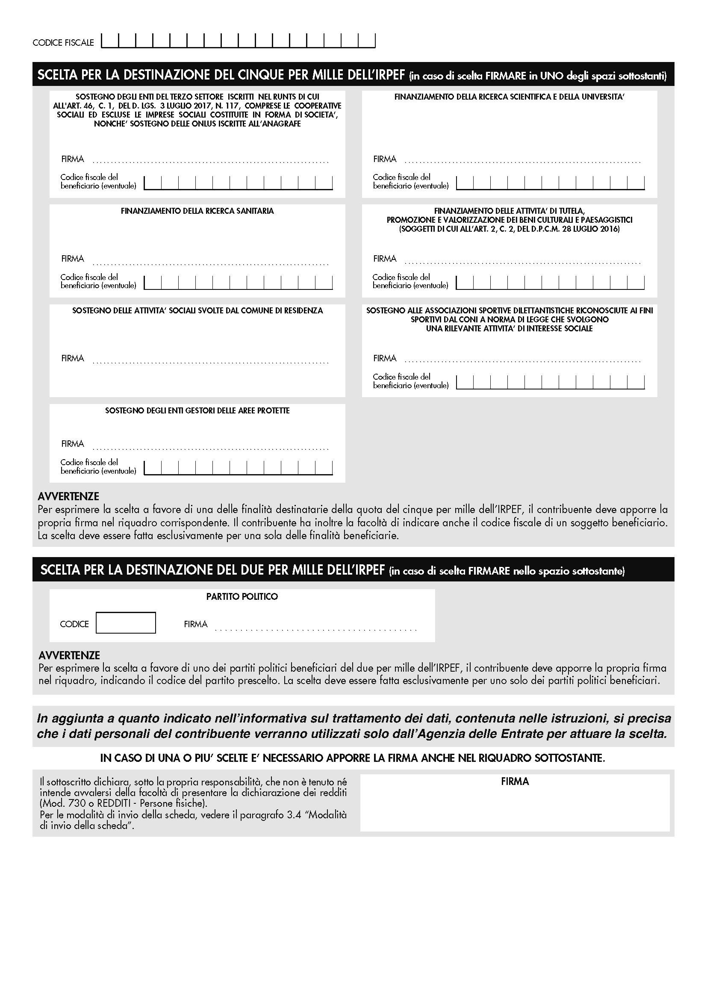 CODICE FISCALE
SCELTA PER LA DESTINAZIONE DEL CINQUE PER MILLE DELL'IRPEF (in caso di scelta FIRMARE in UNO degli spazi sottostanti)
SOSTEGNO DEGLI ENTI DEL TERZO SETTORE ISCRITTI NEL RUNTS DI CUI
ALL'ART. 46, C. 1, DEL D. LGS. 3 LUGLIO 2017, N. 117, COMPRESE LE COOPERATIVE
SOCIALI ED ESCLUSE LE IMPRESE SOCIALI COSTITUITE IN FORMA DI SOCIETA',
NONCHE' SOSTEGNO DELLE ONLUS ISCRITTE ALL'ANAGRAFE
FIRMA
Codice fiscale del
beneficiario (eventuale)
FINANZIAMENTO DELLA RICERCA SCIENTIFICA E DELLA UNIVERSITA'
FIRMA
Codice fiscale del
beneficiario (eventuale)
FINANZIAMENTO DELLA RICERCA SANITARIA
FIRMA
Codice fiscale del
beneficiario (eventuale)
FINANZIAMENTO DELLE ATTIVITA' DI TUTELA,
PROMOZIONE E VALORIZZAZIONE DEI BENI CULTURALI E PAESAGGISTICI
(SOGGETTI DI CUI ALL'ART. 2, C. 2, DEL D.P.C.M. 28 LUGLIO 2016)
FIRMA
Codice fiscale del
beneficiario (eventuale)
SOSTEGNO DELLE ATTIVITA' SOCIALI SVOLTE DAL COMUNE DI RESIDENZA
FIRMA
SOSTEGNO ALLE ASSOCIAZIONI SPORTIVE DILETTANTISTICHE RICONOSCIUTE AI FINI
SPORTIVI DAL CONI A NORMA DI LEGGE CHE SVOLGONO
UNA RILEVANTE ATTIVITA' DI INTERESSE SOCIALE
FIRMA
Codice fiscale del
beneficiario (eventuale)
SOSTEGNO DEGLI ENTI GESTORI DELLE AREE PROTETTE
FIRMA
Codice fiscale del
beneficiario (eventuale)
AVVERTENZE
Per esprimere la scelta a favore di una delle finalità destinatarie della quota del cinque per mille dell'IRPEF, il contribuente deve apporre la
propria firma nel riquadro corrispondente. Il contribuente ha inoltre la facoltà di indicare anche il codice fiscale di un soggetto beneficiario.
La scelta deve essere fatta esclusivamente per una sola delle finalità beneficiarie.
SCELTA PER LA DESTINAZIONE DEL DUE PER MILLE DELL'IRPEF (in caso di scelta FIRMARE nello spazio sottostante)
PARTITO POLITICO
CODICE
FIRMA
AVVERTENZE
Per esprimere la scelta a favore di uno dei partiti politici beneficiari del due per mille dell'IRPEF, il contribuente deve apporre la propria firma
nel riquadro, indicando il codice del partito prescelto. La scelta deve essere fatta esclusivamente per uno solo dei partiti politici beneficiari.
In aggiunta a quanto indicato nell'informativa sul trattamento dei dati, contenuta nelle istruzioni, si precisa
che i dati personali del contribuente verranno utilizzati solo dall'Agenzia delle Entrate per attuare la scelta.
IN CASO DI UNA O PIU' SCELTE E' NECESSARIO APPORRE LA FIRMA ANCHE NEL RIQUADRO SOTTOSTANTE.
Il sottoscritto dichiara, sotto la propria responsabilità, che non è tenuto né
intende avvalersi della facoltà di presentare la dichiarazione dei redditi
(Mod. 730 o REDDITI - Persone fisiche).
Per le modalità di invio della scheda, vedere il paragrafo 3.4 "Modalità
di invio della scheda".
FIRMA